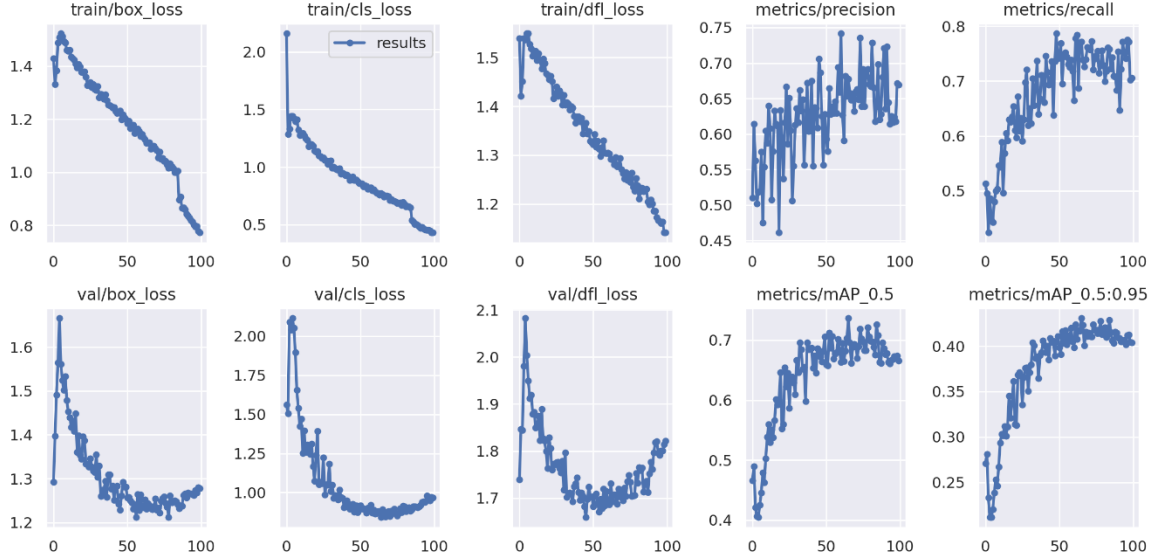 train/box_loss
train/cls_loss
train/dfl_loss
metrics/precision
metrics/recall
1.4
1.2
1.0
0.8
0 50 100
2.0
1.5
1.0
0.5
0 50 100
results
1.5
1.4
1.3
1.2
0 50 100
0.75
0.70
0.65
0.60
0.55
0.50
0.45
0 50 100
0.8
0.7
0.6
0.5
0 50 100
val/box_loss
val/cls_loss
val/dfl_loss
metrics/mAP_0.5
metrics/mAP_0.5:0.95
1.6
1.5
1.4
1.3
1.2
0 50 100
2.00
1.75
1.50
1.25
1.00
0 50 100
2.1
2.0
1.9
1.8
1.7
0 50 100
0.7
0.6
0.5
0.4
0 50 100
0.40
0.35
0.30
0.25
0 50 100